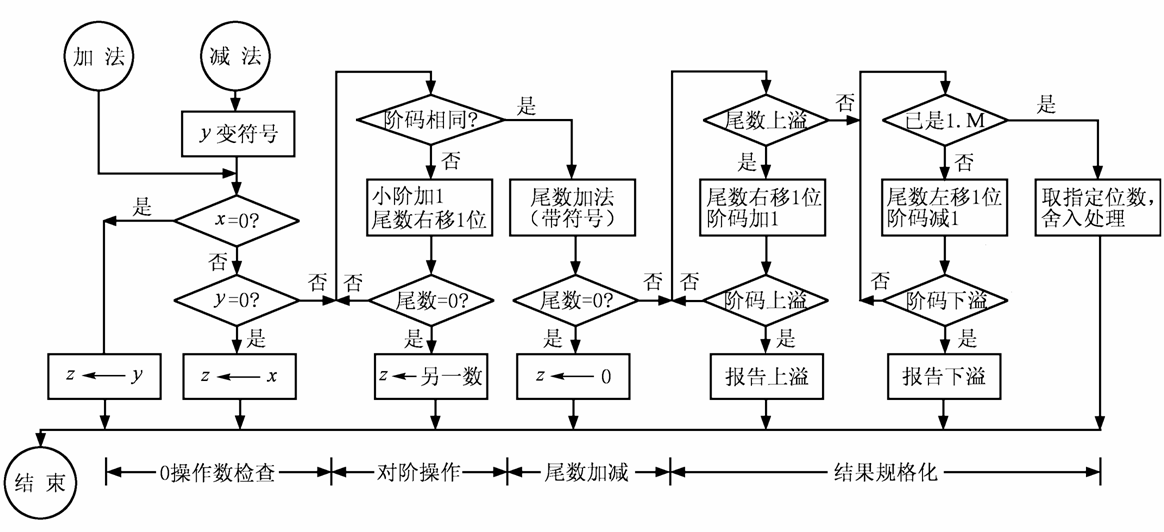 加 法
减 法
y变符号
x=0?
是
否
y=0?
否
是
z ← y
z ← x
阶码相同?
是
否
小阶加1
尾数右移1位
尾数=0?
否
是
z ← 另一数
尾数加法
(带符号)
尾数=0?
否
是
z ← 0
尾数上溢
否
是
尾数右移1位
阶码加1
阶码上溢
否
是
报告上溢
已是1.M
是
否
尾数左移1位
阶码减1
阶码下溢
否
是
报告下溢
取指定位数,
舍入处理
结 束
0操作数检查
对阶操作
尾数加减
结果规格化